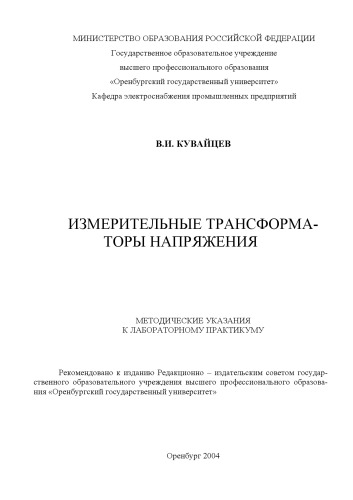 МИНИСТЕРСТВО ОБРАЗОВАНИЯ РОССИЙСКОЙ ФЕДЕРАЦИИ
Государственное образовательное учреждение
высшего профессионального образования
«Оренбургский государственный университет»
Кафедра электроснабжения промышленных предприятий
В.И. КУВАЙЦЕВ
ИЗМЕРИТЕЛЬНЫЕ ТРАНСФОРМА-
ТОРЫ НАПРЯЖЕНИЯ
МЕТОДИЧЕСКИЕ УКАЗАНИЯ
К ЛАБОРАТОРНОМУ ПРАКТИКУМУ
Рекомендовано к изданию Редакционно – издательским советом государ-
ственного образовательного учреждения высшего профессионального образова-
ния «Оренбургский государственный университет»
Оренбург 2004